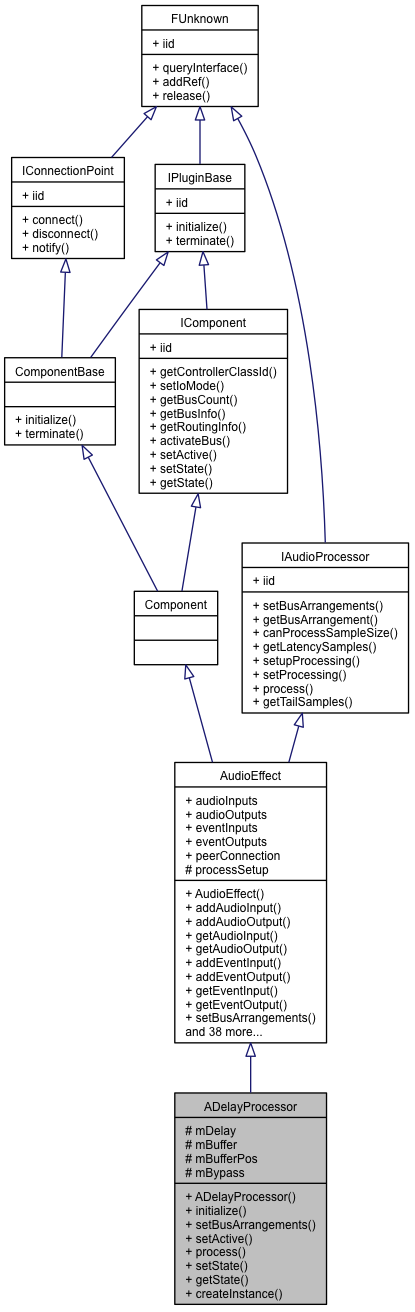 FUnknown
+ iid
+ queryInterface()
+ addRef()
+ release()
IConnectionPoint
+ iid
+ connect()
+ disconnect()
+ notify()
IPluginBase
+ iid
+ initialize()
+ terminate()
IComponent
+ iid
+ getControllerClassId()
+ setIoMode()
+ getBusCount()
+ getBusInfo()
+ getRoutingInfo()
+ activateBus()
+ setActive()
+ setState()
+ getState()
ComponentBase
+ initialize()
+ terminate()
IAudioProcessor
+ iid
+ setBusArrangements()
+ getBusArrangement()
+ canProcessSampleSize()
+ getLatencySamples()
+ setupProcessing()
+ setProcessing()
+ process()
+ getTailSamples()
Component
AudioEffect
+ audioInputs
+ audioOutputs
+ eventInputs
+ eventOutputs
+ peerConnection
# processSetup
+ AudioEffect()
+ addAudioInput()
+ addAudioOutput()
+ getAudioInput()
+ getAudioOutput()
+ addEventInput()
+ addEventOutput()
+ getEventInput()
+ getEventOutput()
+ setBusArrangements()
and 38 more...
ADelayProcessor
# mDelay
# mBuffer
# mBufferPos
# mBypass
+ ADelayProcessor()
+ initialize()
+ setBusArrangements()
+ setActive()
+ process()
+ setState()
+ getState()
+ createInstance()